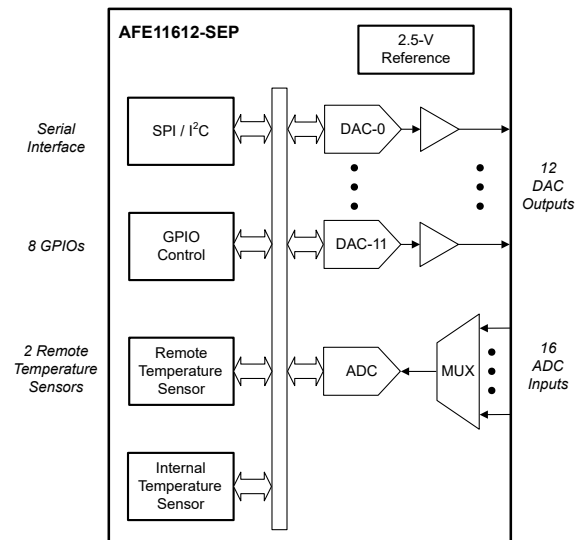 AFE11612-SEP
2.5-V
Reference
Serial
Interface
SPI / I²C
DAC-0
12
DAC
Outputs
8 GPIOs
GPIO
Control
DAC-11
2 Remote
Temperature
Sensors
Remote
Temperature
Sensor
ADC
MUX
16
ADC
Inputs
Internal
Temperature
Sensor